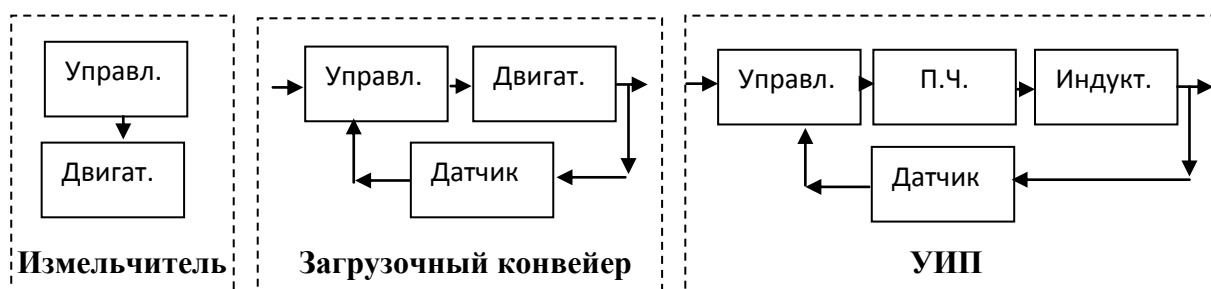 Управл.
Двигат.
Измельчитель
Управл.
Двигат.
Датчик
Загрузочный конвейер
Управл.
П.Ч.
Индукт.
Датчик
УИП